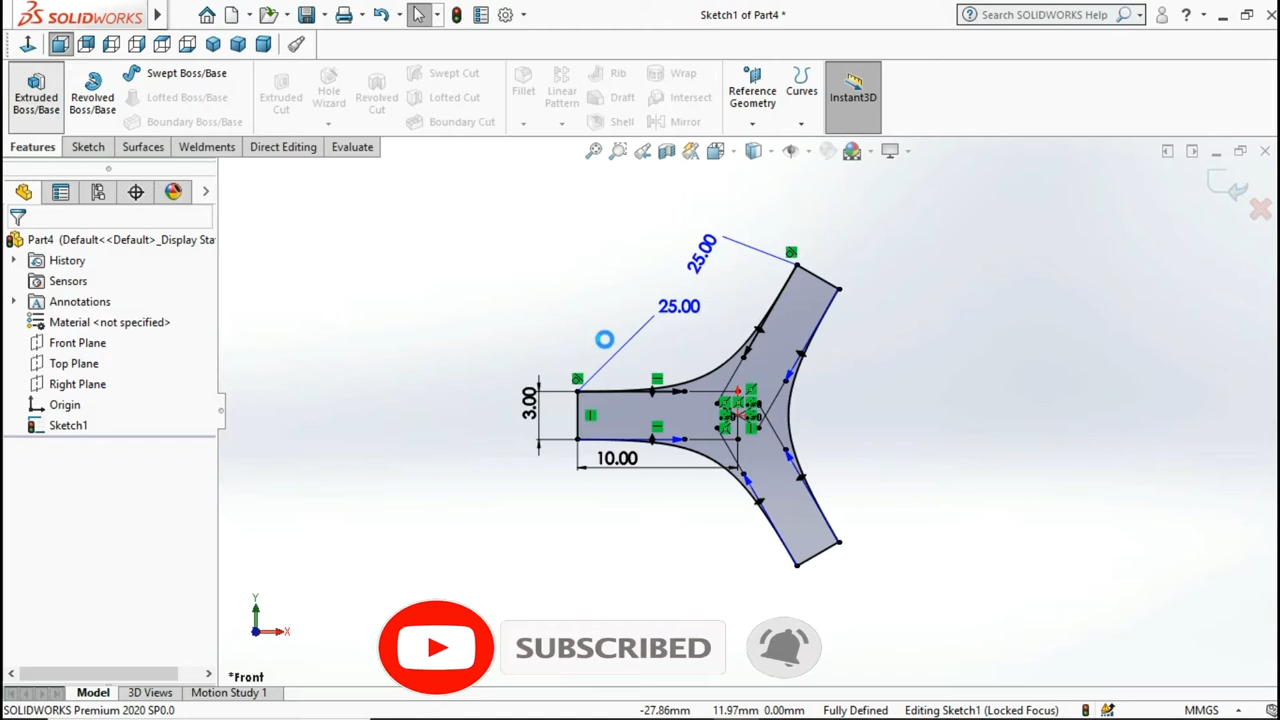 SOLIDWORKS
Sketch1 of Part4 *
Search SOLIDWORKS Help
?
Extruded Boss/Base
Revolved Boss/Base
Swept Boss/Base
Lofted Boss/Base
Boundary Boss/Base
Extruded Cut
Hole Wizard
Revolved Cut
Swept Cut
Lofted Cut
Boundary Cut
Fillet
Linear Pattern
Rib
Draft
Shell
Wrap
Intersect
Mirror
Reference Geometry
Curves
Instant3D
Features
Sketch
Surfaces
Weldments
Direct Editing
Evaluate
Part4 (Default<<Default>_Display Sta
History
Sensors
Annotations
Material <not specified>
Front Plane
Top Plane
Right Plane
Origin
Sketch1
25.00
25.00
3.00
10.00
Y
X
*Front
SUBSCRIBED
Model
3D Views
Motion Study 1
SOLIDWORKS Premium 2020 SP0.0
-27.86mm
11.97mm 0.00mm
Fully Defined
Editing Sketch1 (Locked Focus)
MMGS